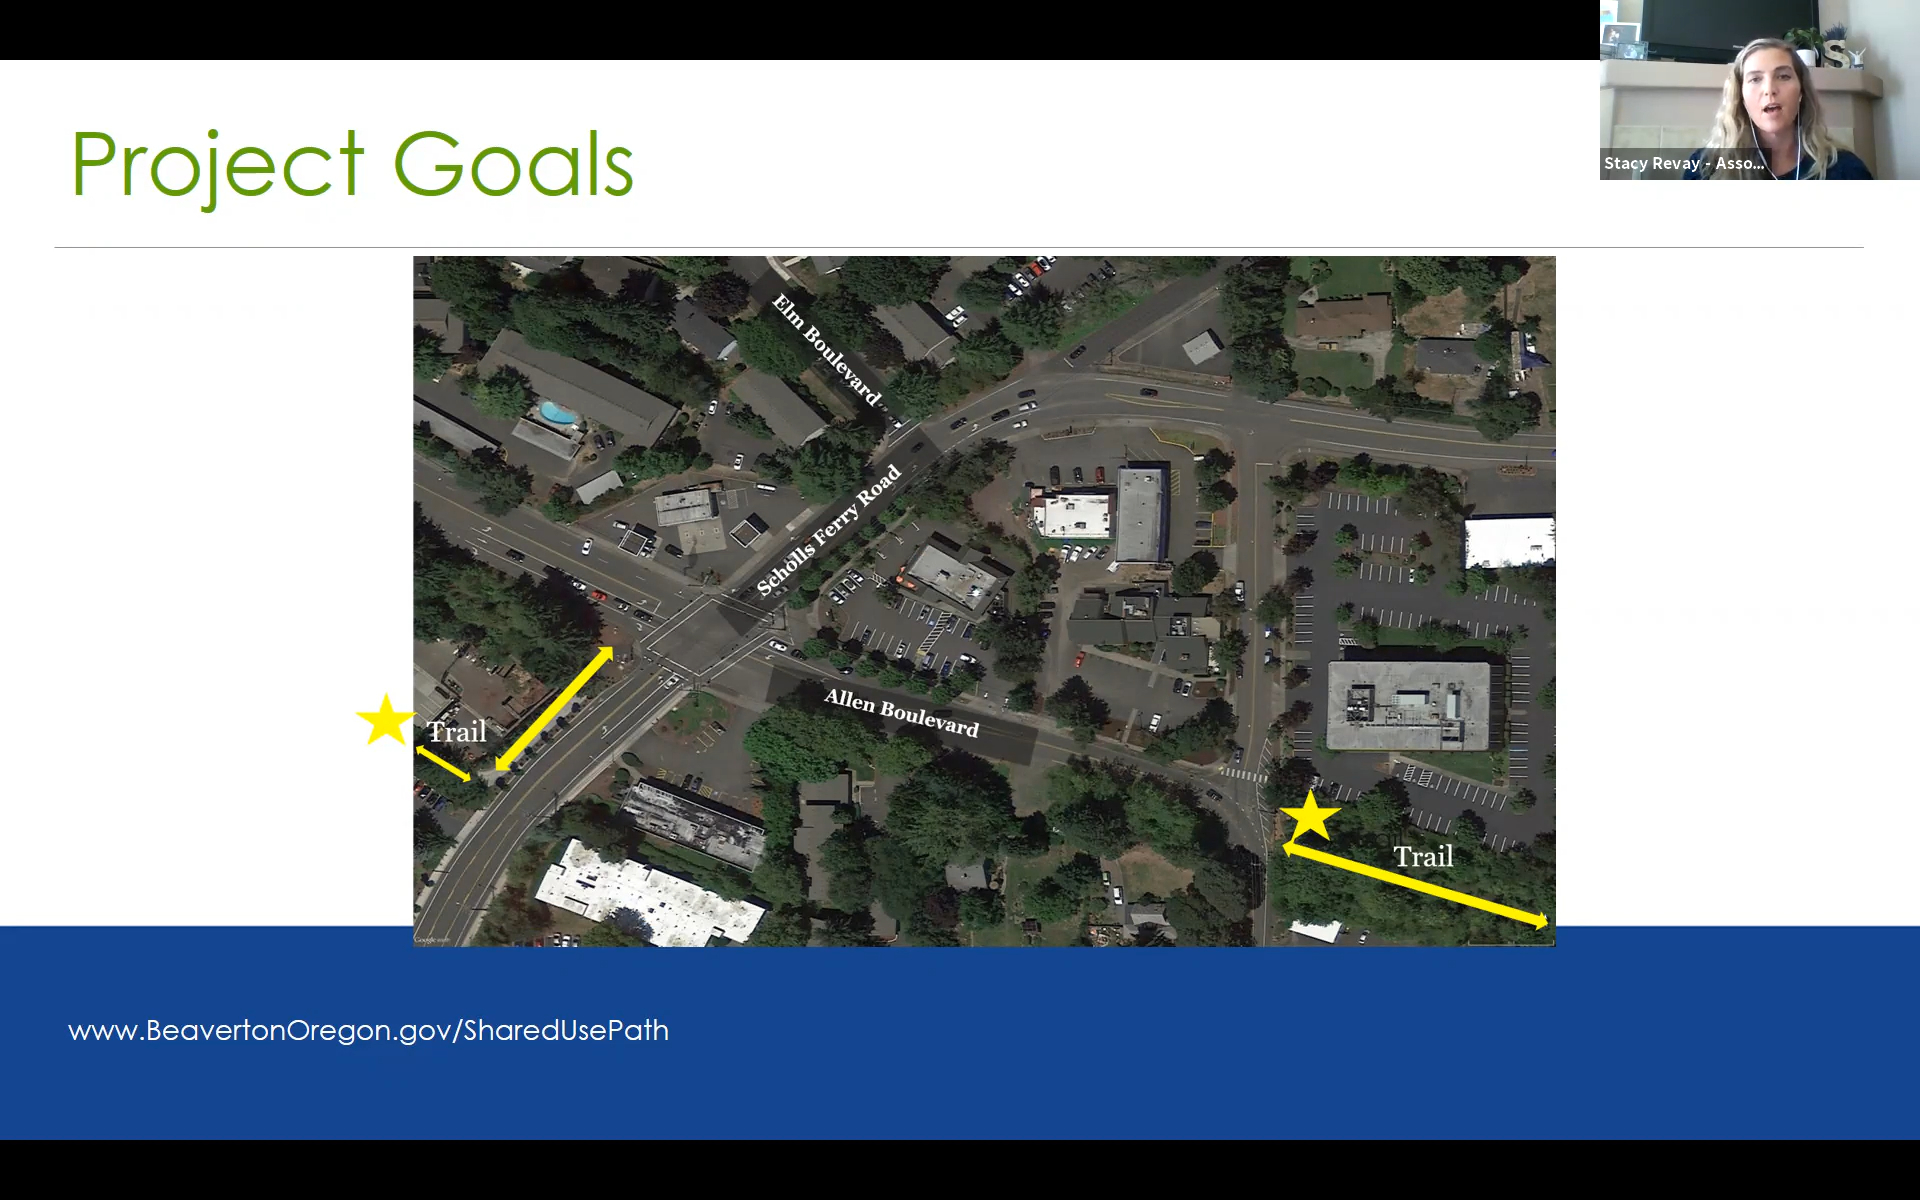 Stacy Revay - Asso...
Project Goals
Elm Boulevard
Scholls Ferry Road
Allen Boulevard
Trail
Trail
www.BeavertonOregon.gov/SharedUsePath